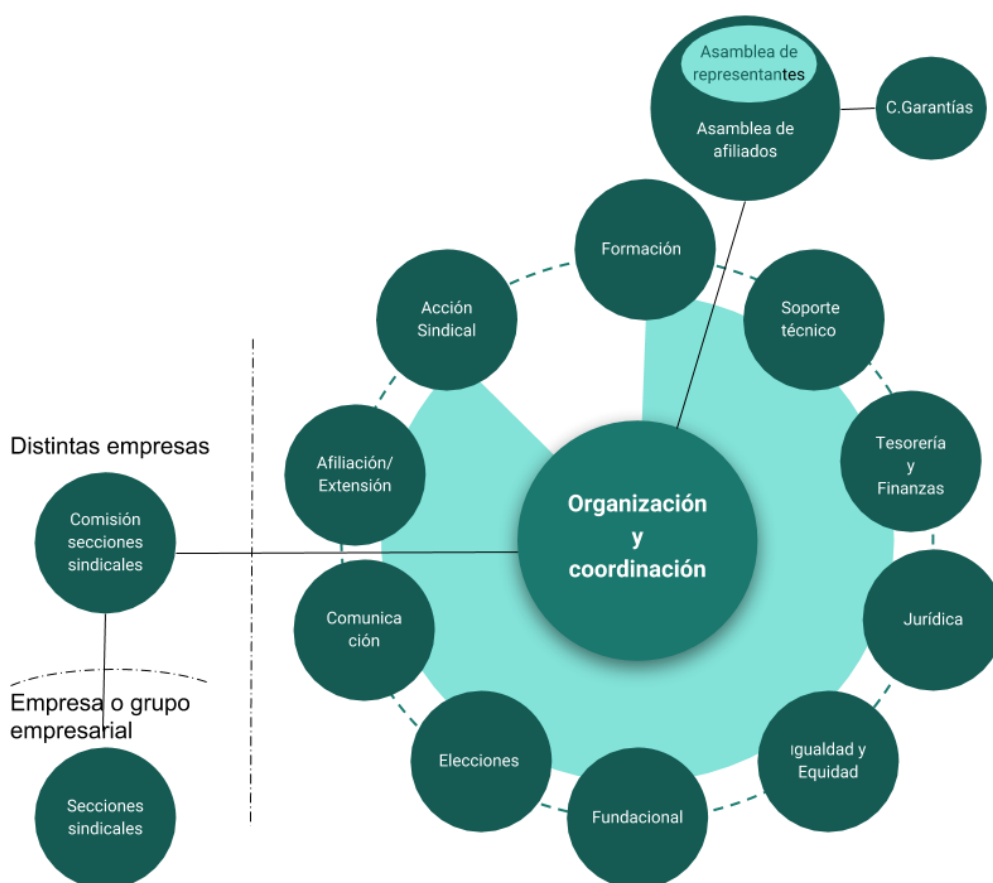 Asamblea de
representantes
Asamblea de
afiliados
C.Garantías
Formación
Acción
Sindical
Soporte
técnico
Afiliación/
Extensión
Tesorería
y
Finanzas
Distintas empresas
Comisión
secciones
sindicales
Organización
y
coordinación
Comunica
ción
Jurídica
Empresa o grupo
empresarial
Elecciones
Igualdad y
Equidad
Fundacional
Secciones
sindicales